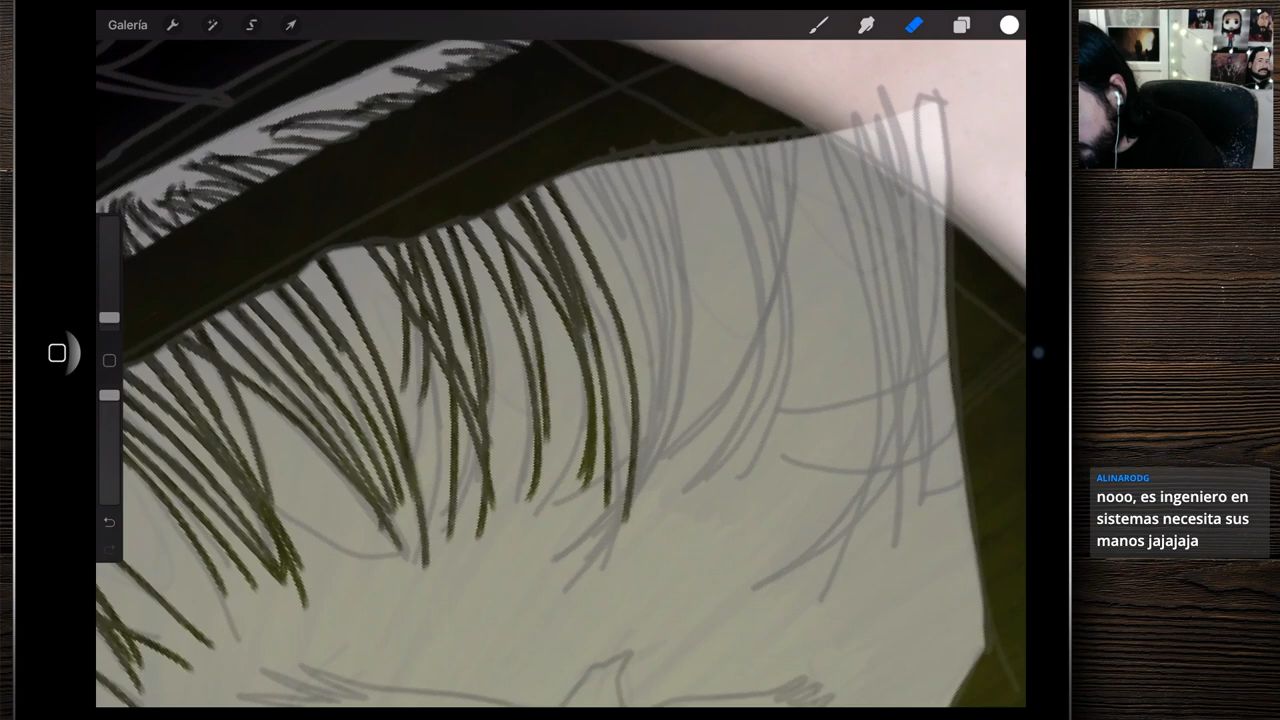 Galería
ALINARODG
nooo, es ingeniero en
sistemas necesita sus
manos jajajaja